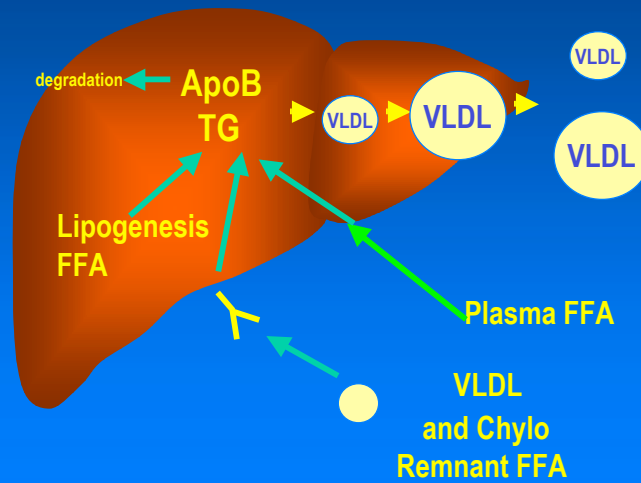 degradation
ApoB
TG
VLDL
VLDL
VLDL
VLDL
Lipogenesis
FFA
Plasma FFA
VLDL
and Chylo
Remnant FFA